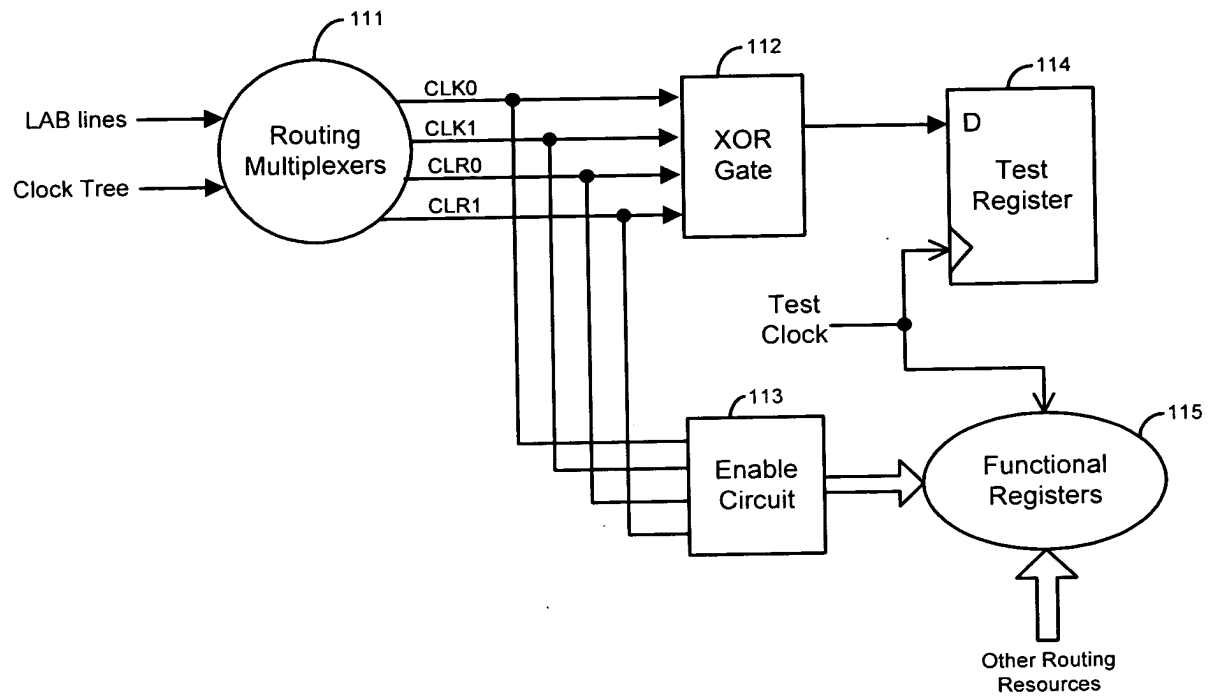 111
LAB lines
Clock Tree
Routing
Multiplexers
CLK0
CLK1
CLR0
CLR1
112
XOR
Gate
114
D
Test
Register
Test
Clock
113
Enable
Circuit
115
Functional
Registers
Other Routing
Resources